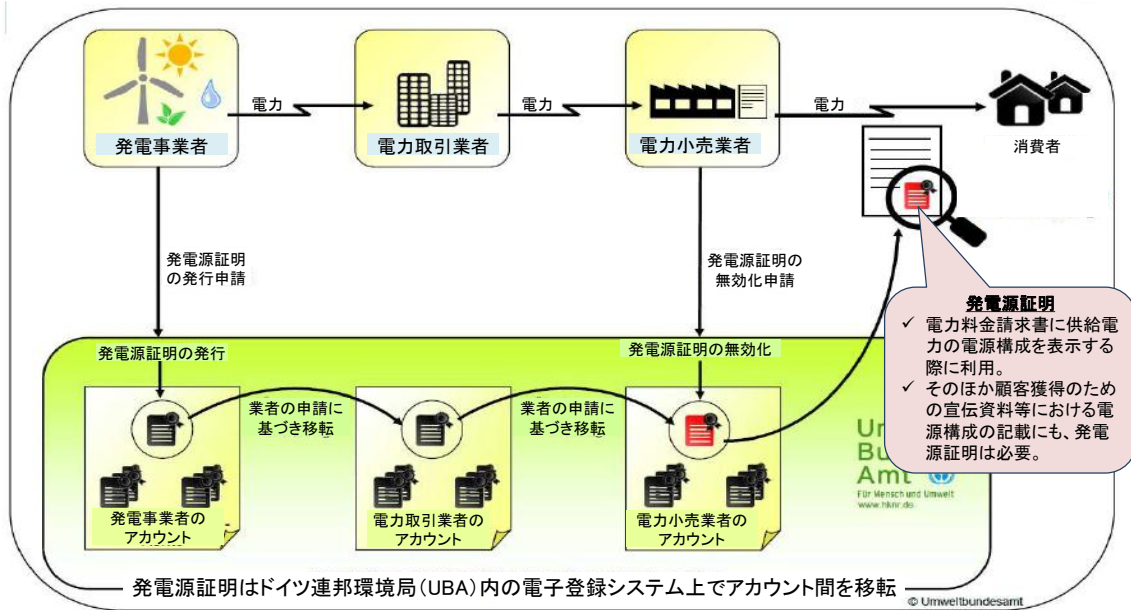 電力
電力
電力
発電事業者
電力取引業者
電力小売業者
消費者
発電源証明
の発行申請
発電源証明の
無効化申請
発電源証明
✓ 電力料金請求書に供給電
力の電源構成を表示する
際に利用。
✓ そのほか顧客獲得のため
の宣伝資料等における電
源構成の記載にも、発電
源証明は必要。
発電源証明の発行
発電源証明の無効化
業者の申請に
基づき移転
業者の申請に
基づき移転
Amt
Für Mensch und Umwelt
www.hknr.de
発電事業者の
アカウント
電力取引業者の
アカウント
電力小売業者の
アカウント
発電源証明はドイツ連邦環境局(UBA)内の電子登録システム上でアカウント間を移転
© Umweltbundesamt